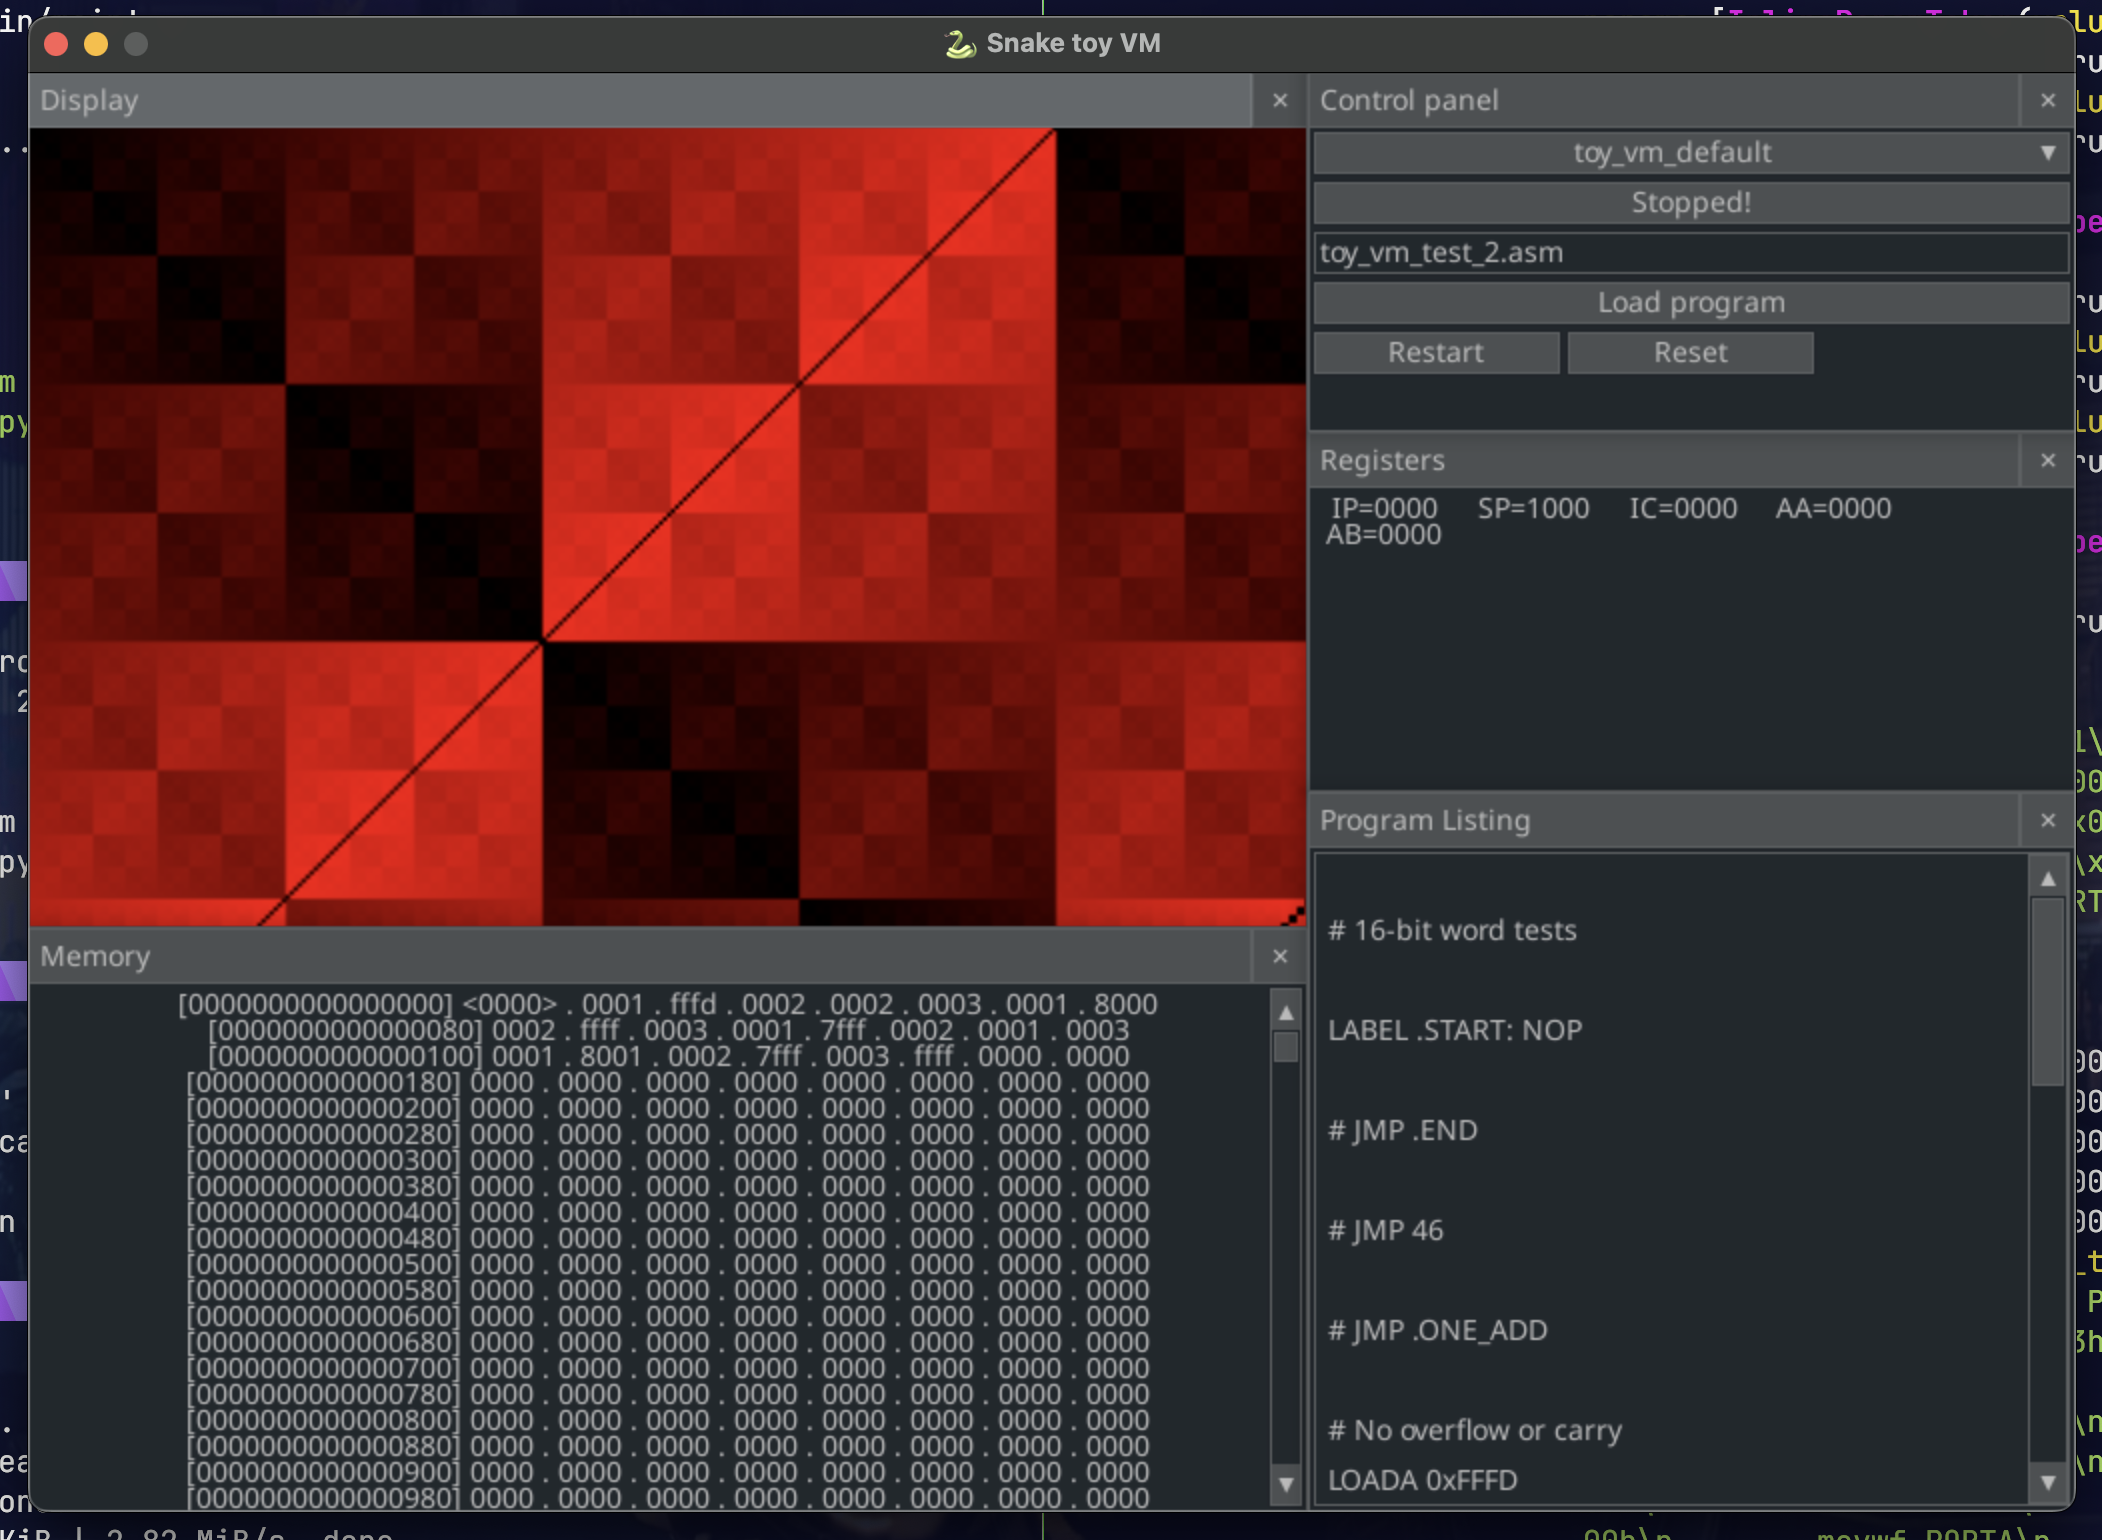 Snake toy VM
Display
Control panel
toy_vm_default
Stopped!
toy_vm_test_2.asm
Load program
Restart Reset
Registers
IP=0000 SP=1000 IC=0000 AA=0000
AB=0000
Program Listing
# 16-bit word tests
LABEL .START: NOP
# JMP .END
# JMP 46
# JMP .ONE_ADD
# No overflow or carry
LOADA 0xFFFD
Memory
[0000000000000000] <0000> . 0001 . fffd . 0002 . 0002 . 0003 . 0001 . 8000
[0000000000000080] 0002 . ffff . 0003 . 0001 . 7fff . 0002 . 0001 . 0003
[0000000000000100] 0001 . 8001 . 0002 . 7fff . 0003 . ffff . 0000 . 0000
[0000000000000180] 0000 . 0000 . 0000 . 0000 . 0000 . 0000 . 0000 . 0000
[0000000000000200] 0000 . 0000 . 0000 . 0000 . 0000 . 0000 . 0000 . 0000
[0000000000000280] 0000 . 0000 . 0000 . 0000 . 0000 . 0000 . 0000 . 0000
[0000000000000300] 0000 . 0000 . 0000 . 0000 . 0000 . 0000 . 0000 . 0000
[0000000000000380] 0000 . 0000 . 0000 . 0000 . 0000 . 0000 . 0000 . 0000
[0000000000000400] 0000 . 0000 . 0000 . 0000 . 0000 . 0000 . 0000 . 0000
[0000000000000480] 0000 . 0000 . 0000 . 0000 . 0000 . 0000 . 0000 . 0000
[0000000000000500] 0000 . 0000 . 0000 . 0000 . 0000 . 0000 . 0000 . 0000
[0000000000000580] 0000 . 0000 . 0000 . 0000 . 0000 . 0000 . 0000 . 0000
[0000000000000600] 0000 . 0000 . 0000 . 0000 . 0000 . 0000 . 0000 . 0000
[0000000000000680] 0000 . 0000 . 0000 . 0000 . 0000 . 0000 . 0000 . 0000
[0000000000000700] 0000 . 0000 . 0000 . 0000 . 0000 . 0000 . 0000 . 0000
[0000000000000780] 0000 . 0000 . 0000 . 0000 . 0000 . 0000 . 0000 . 0000
[0000000000000800] 0000 . 0000 . 0000 . 0000 . 0000 . 0000 . 0000 . 0000
[0000000000000880] 0000 . 0000 . 0000 . 0000 . 0000 . 0000 . 0000 . 0000
[0000000000000900] 0000 . 0000 . 0000 . 0000 . 0000 . 0000 . 0000 . 0000
[0000000000000980] 0000 . 0000 . 0000 . 0000 . 0000 . 0000 . 0000 . 0000